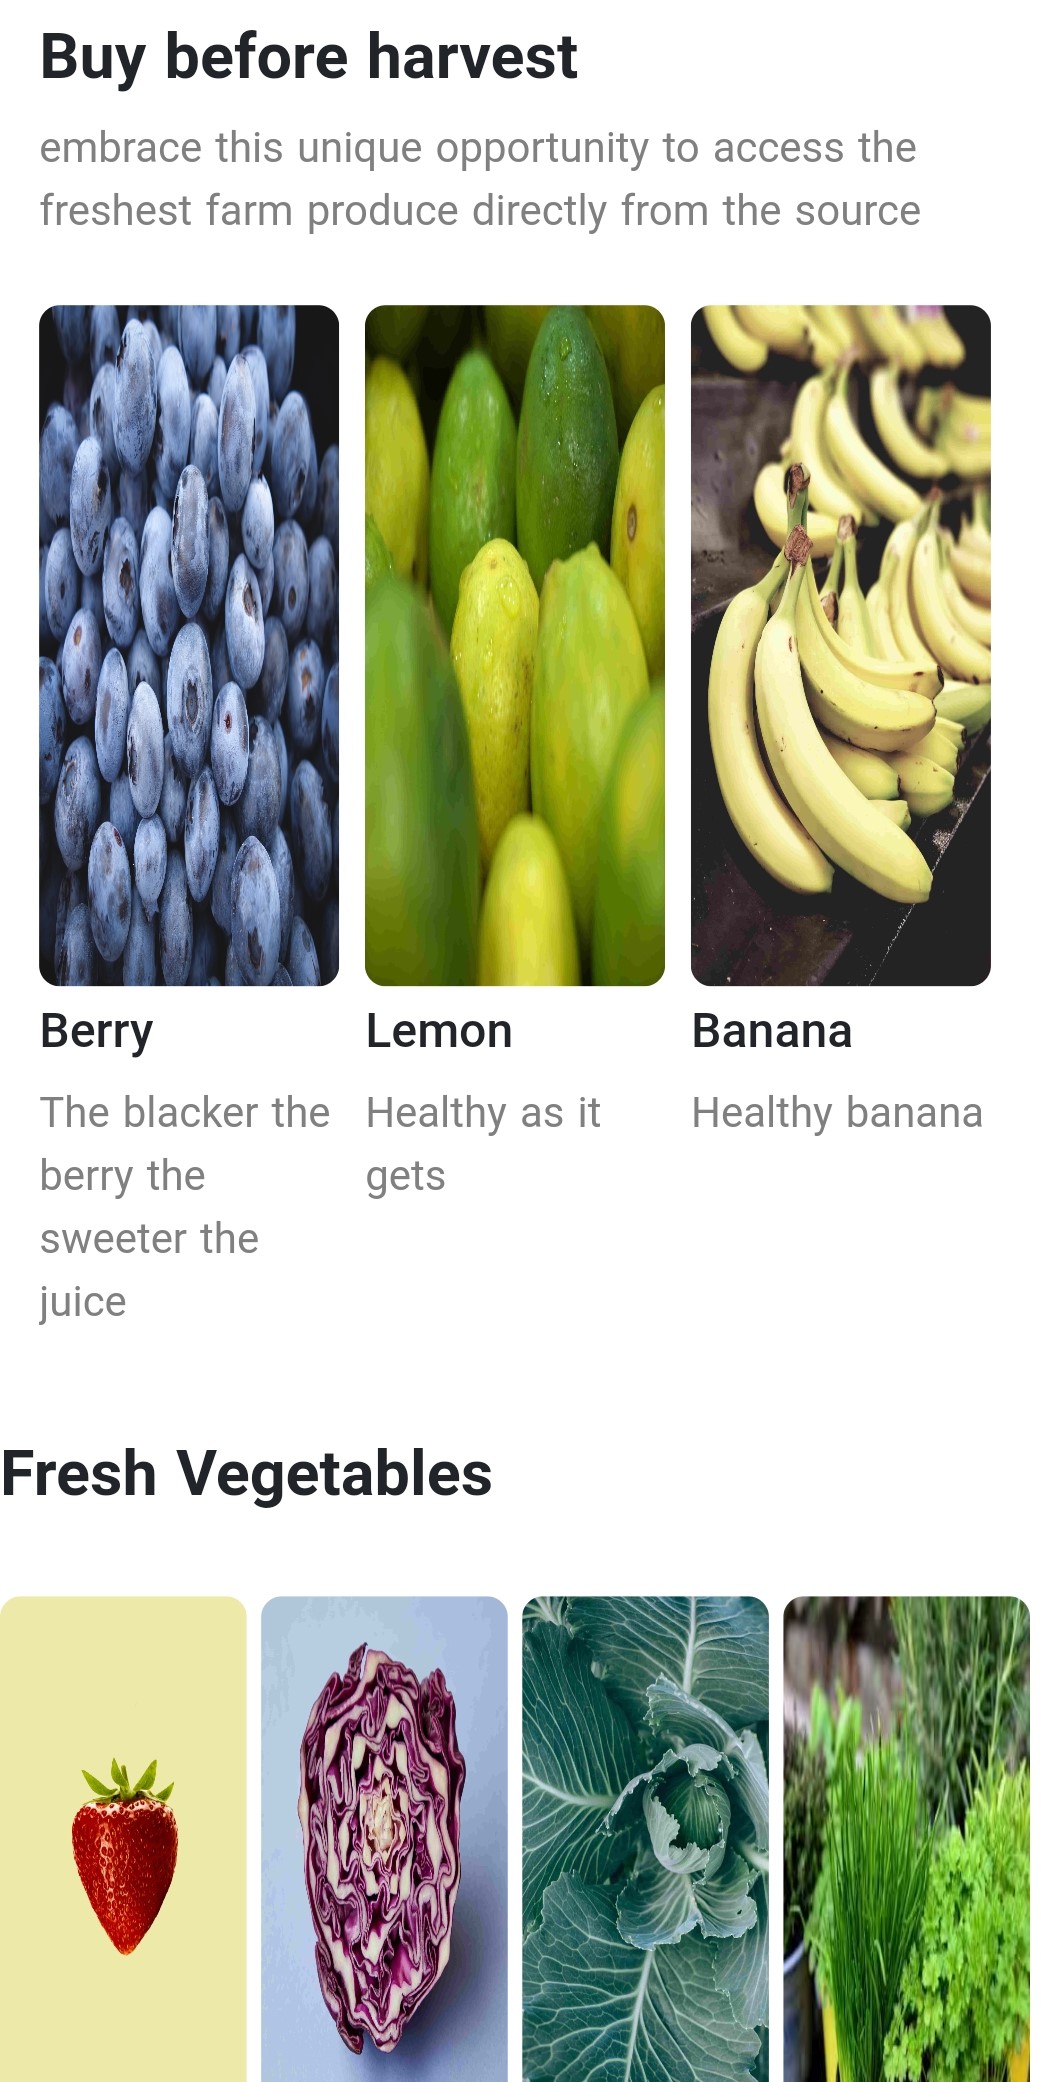 Buy before harvest
embrace this unique opportunity to access the
freshest farm produce directly from the source
Berry
The blacker the
berry the
sweeter the
juice
Lemon
Healthy as it
gets
Banana
Healthy banana
Fresh Vegetables